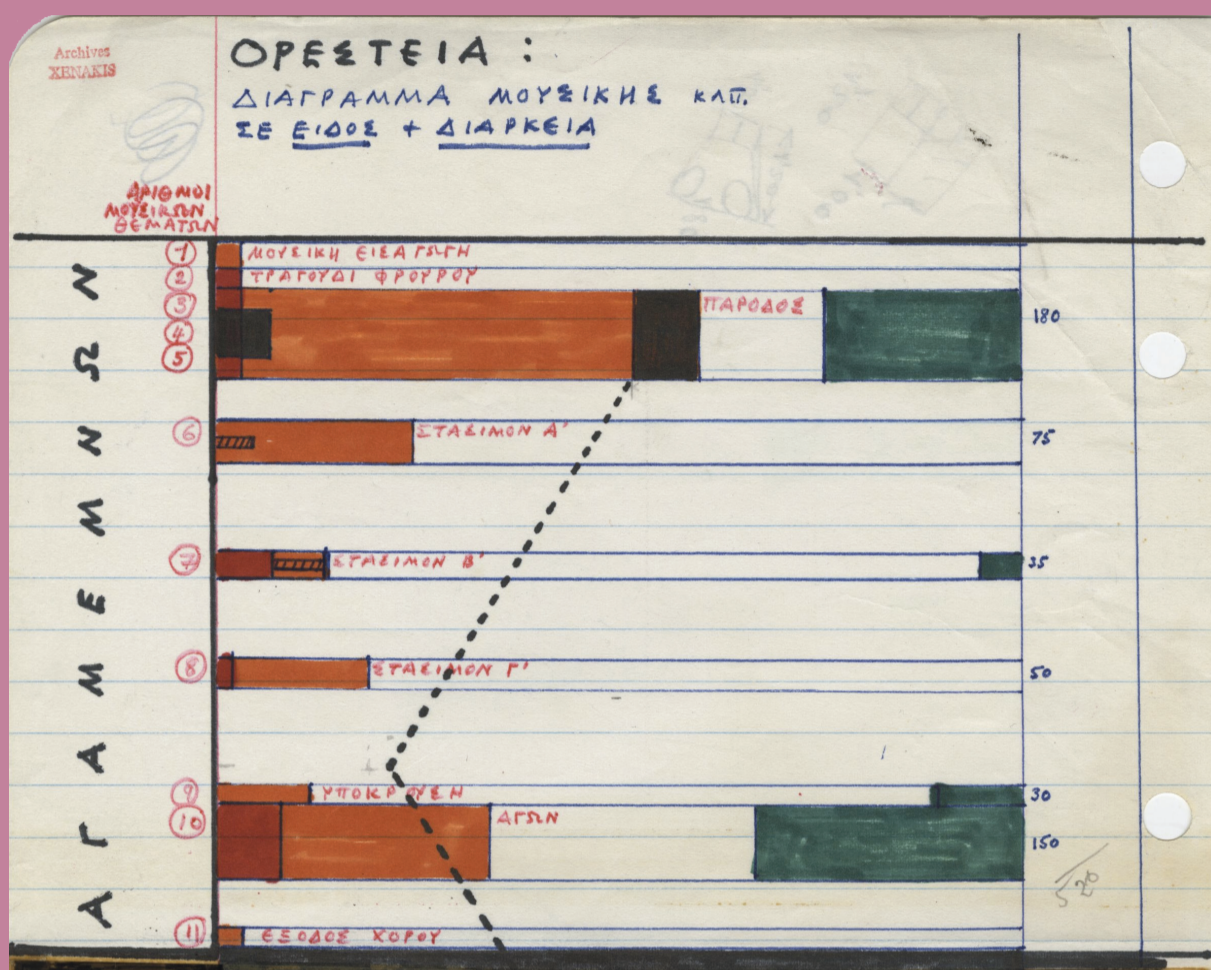 Archives
XENAKIS
ΟΡΕΣΤΕΙΑ :
ΔΙΑΓΡΑΜΜΑ ΜΟΥΣΙΚΗΣ ΚΛΠ.
ΣΕ ΕΙΔΟΣ + ΔΙΑΡΚΕΙΑ
ΑΡΙΘΜΟΙ
ΜΟΥΣΙΚΩΝ
ΘΕΜΑΤΩΝ
ΑΓΑΜΕΜΝΩΝ
1 ΜΟΥΣΙΚΗ ΕΙΣΑΓΩΓΗ
2 ΤΡΑΓΟΥΔΙ ΦΡΟΥΡΟΥ
3 ΠΑΡΟΔΟΣ 180
4
5
6 ΣΤΑΣΙΜΟΝ Α' 75
7 ΣΤΑΣΙΜΟΝ Β' 35
8 ΣΤΑΣΙΜΟΝ Γ' 50
9 ΥΠΟΚΡΟΥΣΗ 30
10 ΑΓΩΝ 150
520
11 ΕΞΟΔΟΣ ΧΟΡΟΥ